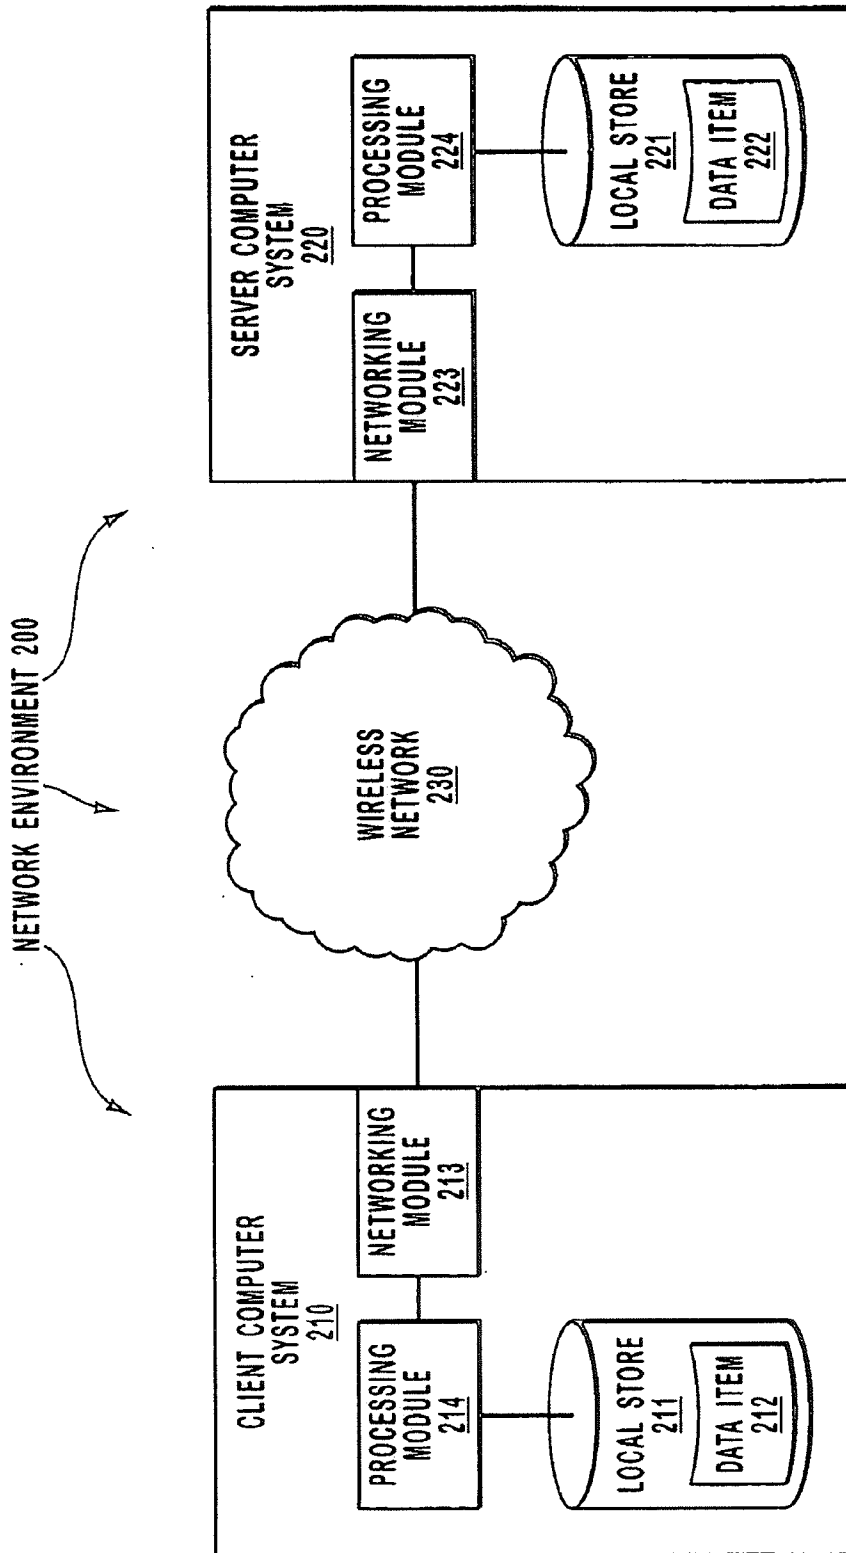 NETWORK ENVIRONMENT 200
CLIENT COMPUTER
SYSTEM
210
PROCESSING
MODULE
214
NETWORKING
MODULE
213
LOCAL STORE
211
DATA ITEM
212
WIRELESS
NETWORK
230
SERVER COMPUTER
SYSTEM
220
NETWORKING
MODULE
223
PROCESSING
MODULE
224
LOCAL STORE
221
DATA ITEM
222